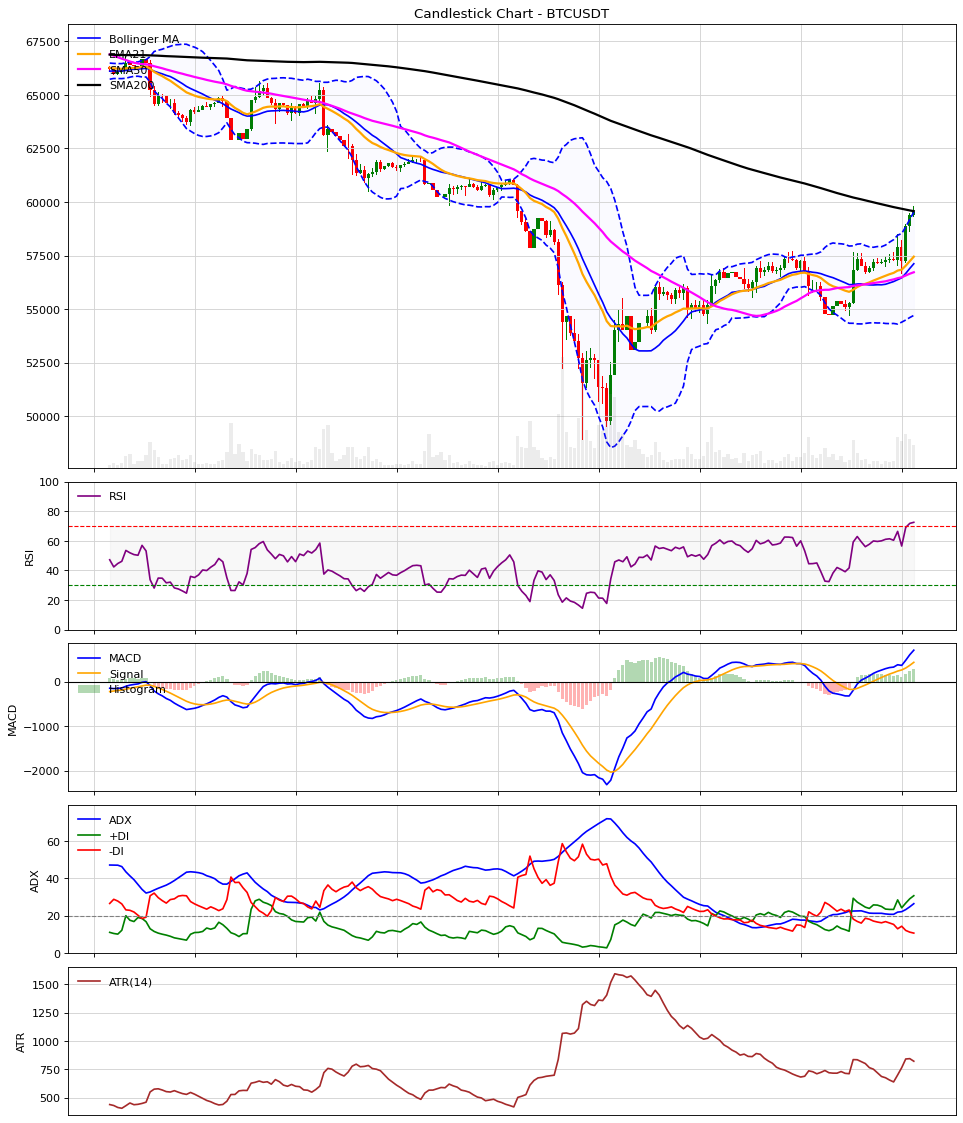 Candlestick Chart - BTCUSDT
67500
65000
62500
60000
57500
55000
52500
50000
Bollinger MA
EMA21
SMA50
SMA200
100
80
60
40
20
0
RSI
RSI
0
−1000
−2000
MACD
MACD
Signal
Histogram
60
40
20
0
ADX
ADX
+DI
-DI
1500
1250
1000
750
500
ATR
ATR(14)